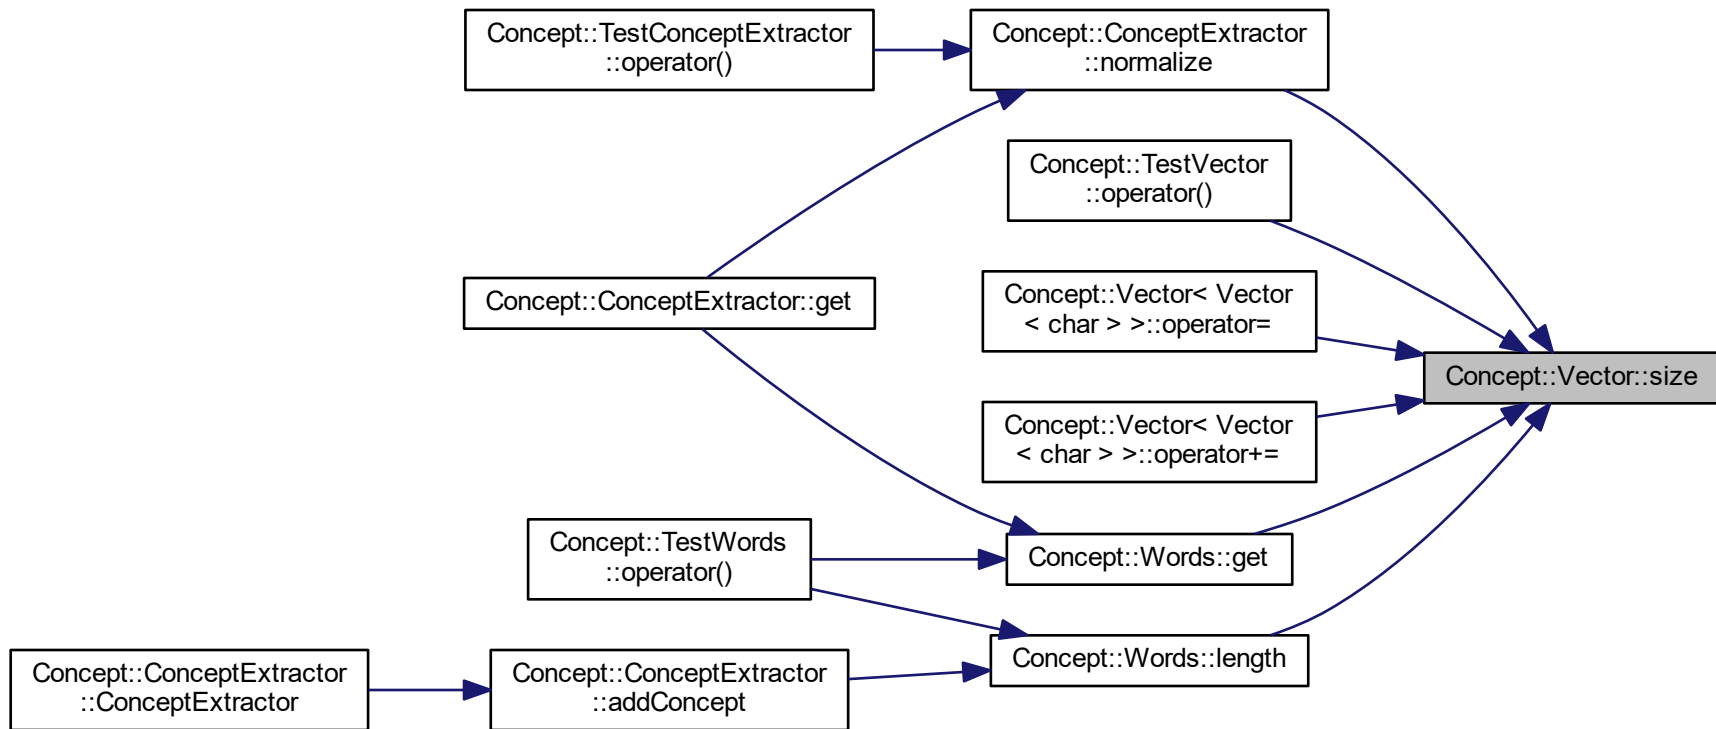 Concept::TestConceptExtractor
::operator()
Concept::ConceptExtractor
::normalize
Concept::TestVector
::operator()
Concept::ConceptExtractor::get
Concept::Vector< Vector
< char > >::operator=
Concept::Vector::size
Concept::Vector< Vector
< char > >::operator+=
Concept::TestWords
::operator()
Concept::Words::get
Concept::Words::length
Concept::ConceptExtractor
::ConceptExtractor
Concept::ConceptExtractor
::addConcept